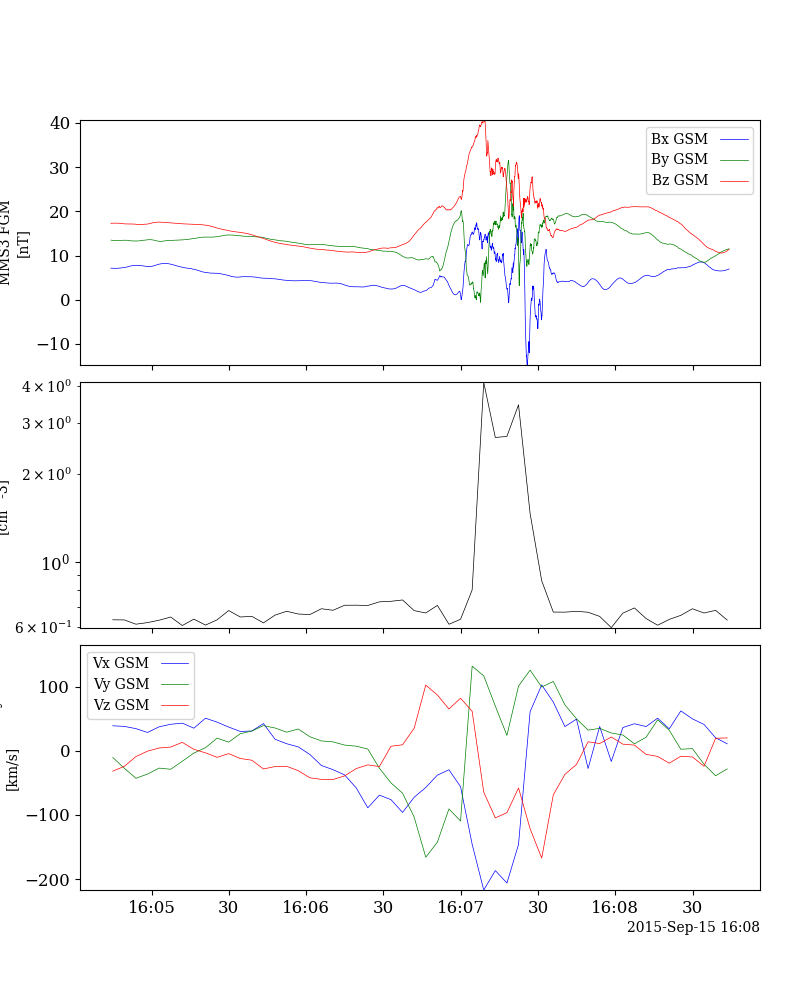 40
30
20
10
0
−10
MMS3 FGM
[nT]
Bx GSM
By GSM
Bz GSM
4 × 10⁰
3 × 10⁰
2 × 10⁰
10⁰
6 × 10⁻¹
[cm -3]
100
0
−100
−200
[km/s]
Vx GSM
Vy GSM
Vz GSM
16:05 30 16:06 30 16:07 30 16:08 30
2015-Sep-15 16:08